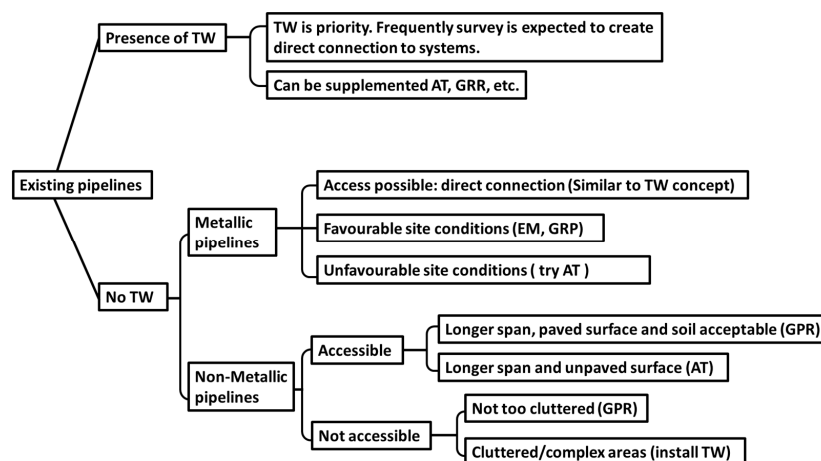 Presence of TW
TW is priority. Frequently survey is expected to create
direct connection to systems.
Can be supplemented AT, GRR, etc.
Existing pipelines
No TW
Metallic
pipelines
Access possible: direct connection (Similar to TW concept)
Favourable site conditions (EM, GRP)
Unfavourable site conditions ( try AT )
Non-Metallic
pipelines
Accessible
Longer span, paved surface and soil acceptable (GPR)
Longer span and unpaved surface (AT)
Not accessible
Not too cluttered (GPR)
Cluttered/complex areas (install TW)